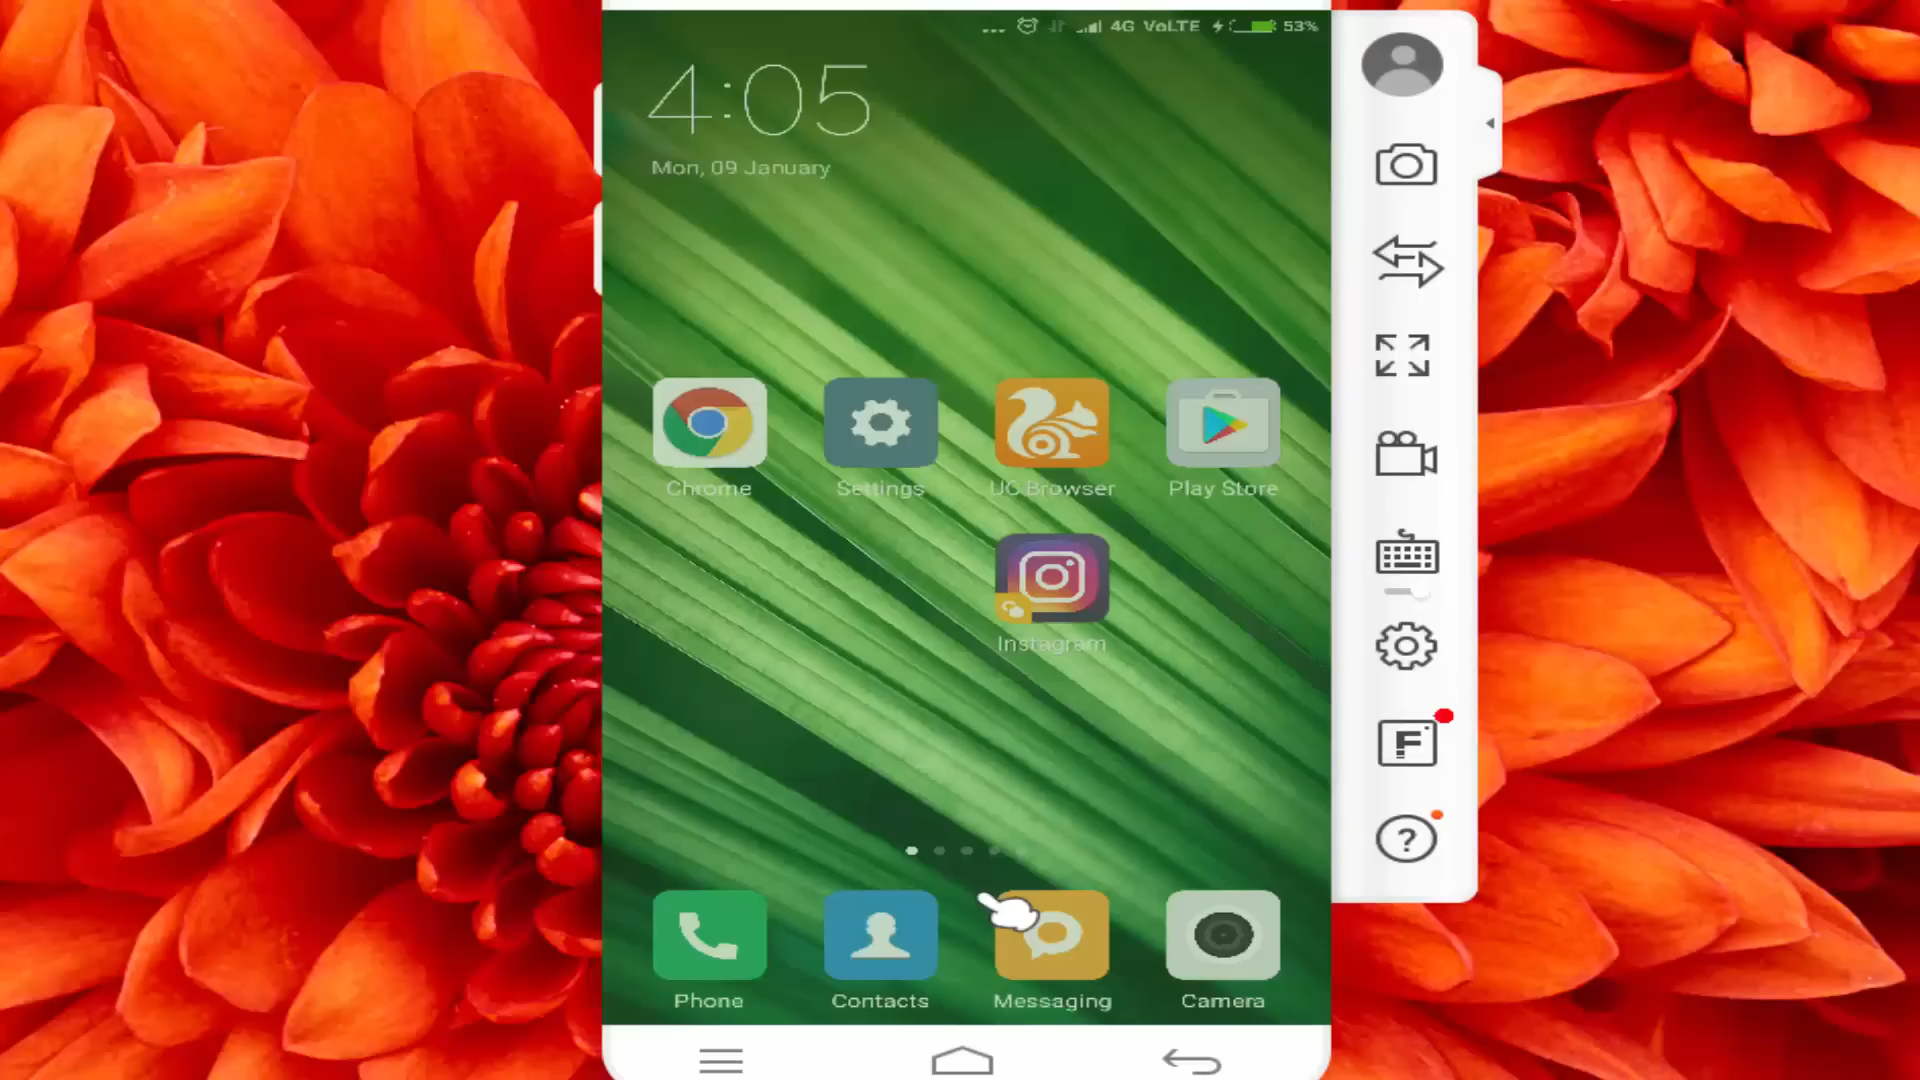 4G VoLTE 53%
4:05
Mon, 09 January
Chrome Settings UC Browser Play Store
Instagram
F
?
Phone Contacts Messaging Camera